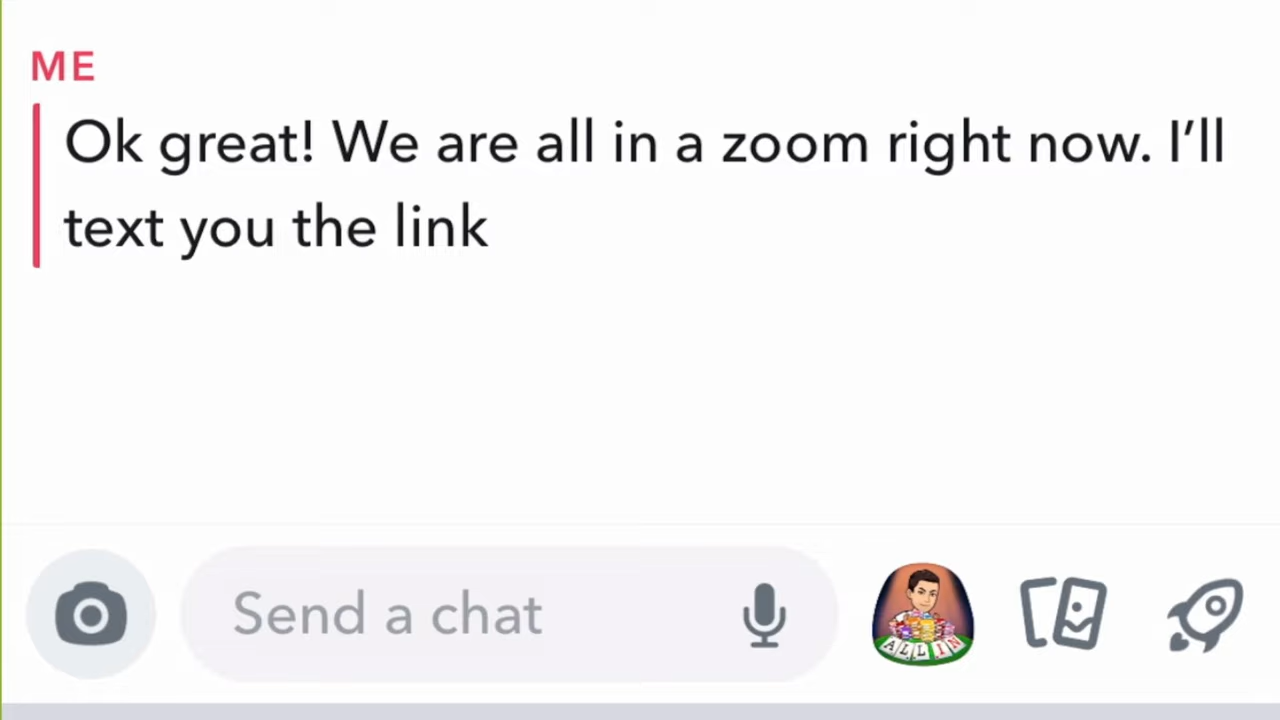 ME
Ok great! We are all in a zoom right now. I’ll
text you the link
Send a chat
ALL IN